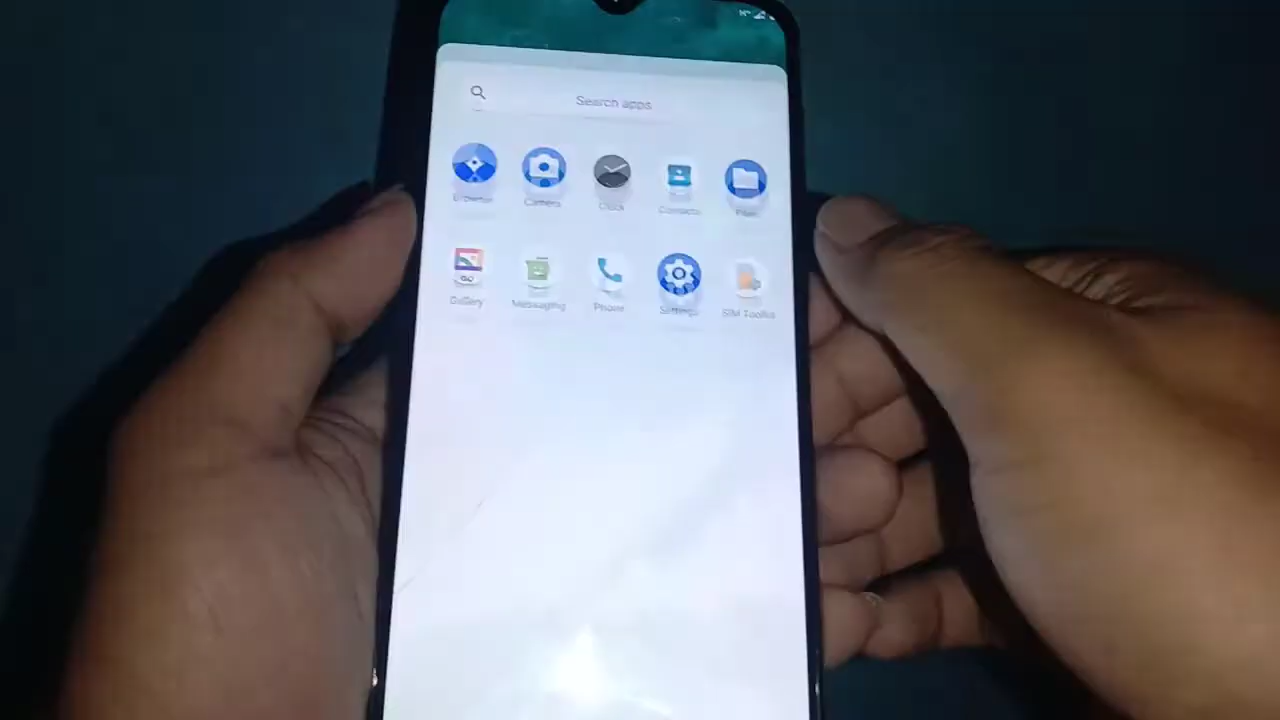 Search apps
Camera
Clock
Contacts
Files
Gallery
Messaging
Phone
Settings
SIM Toolkit